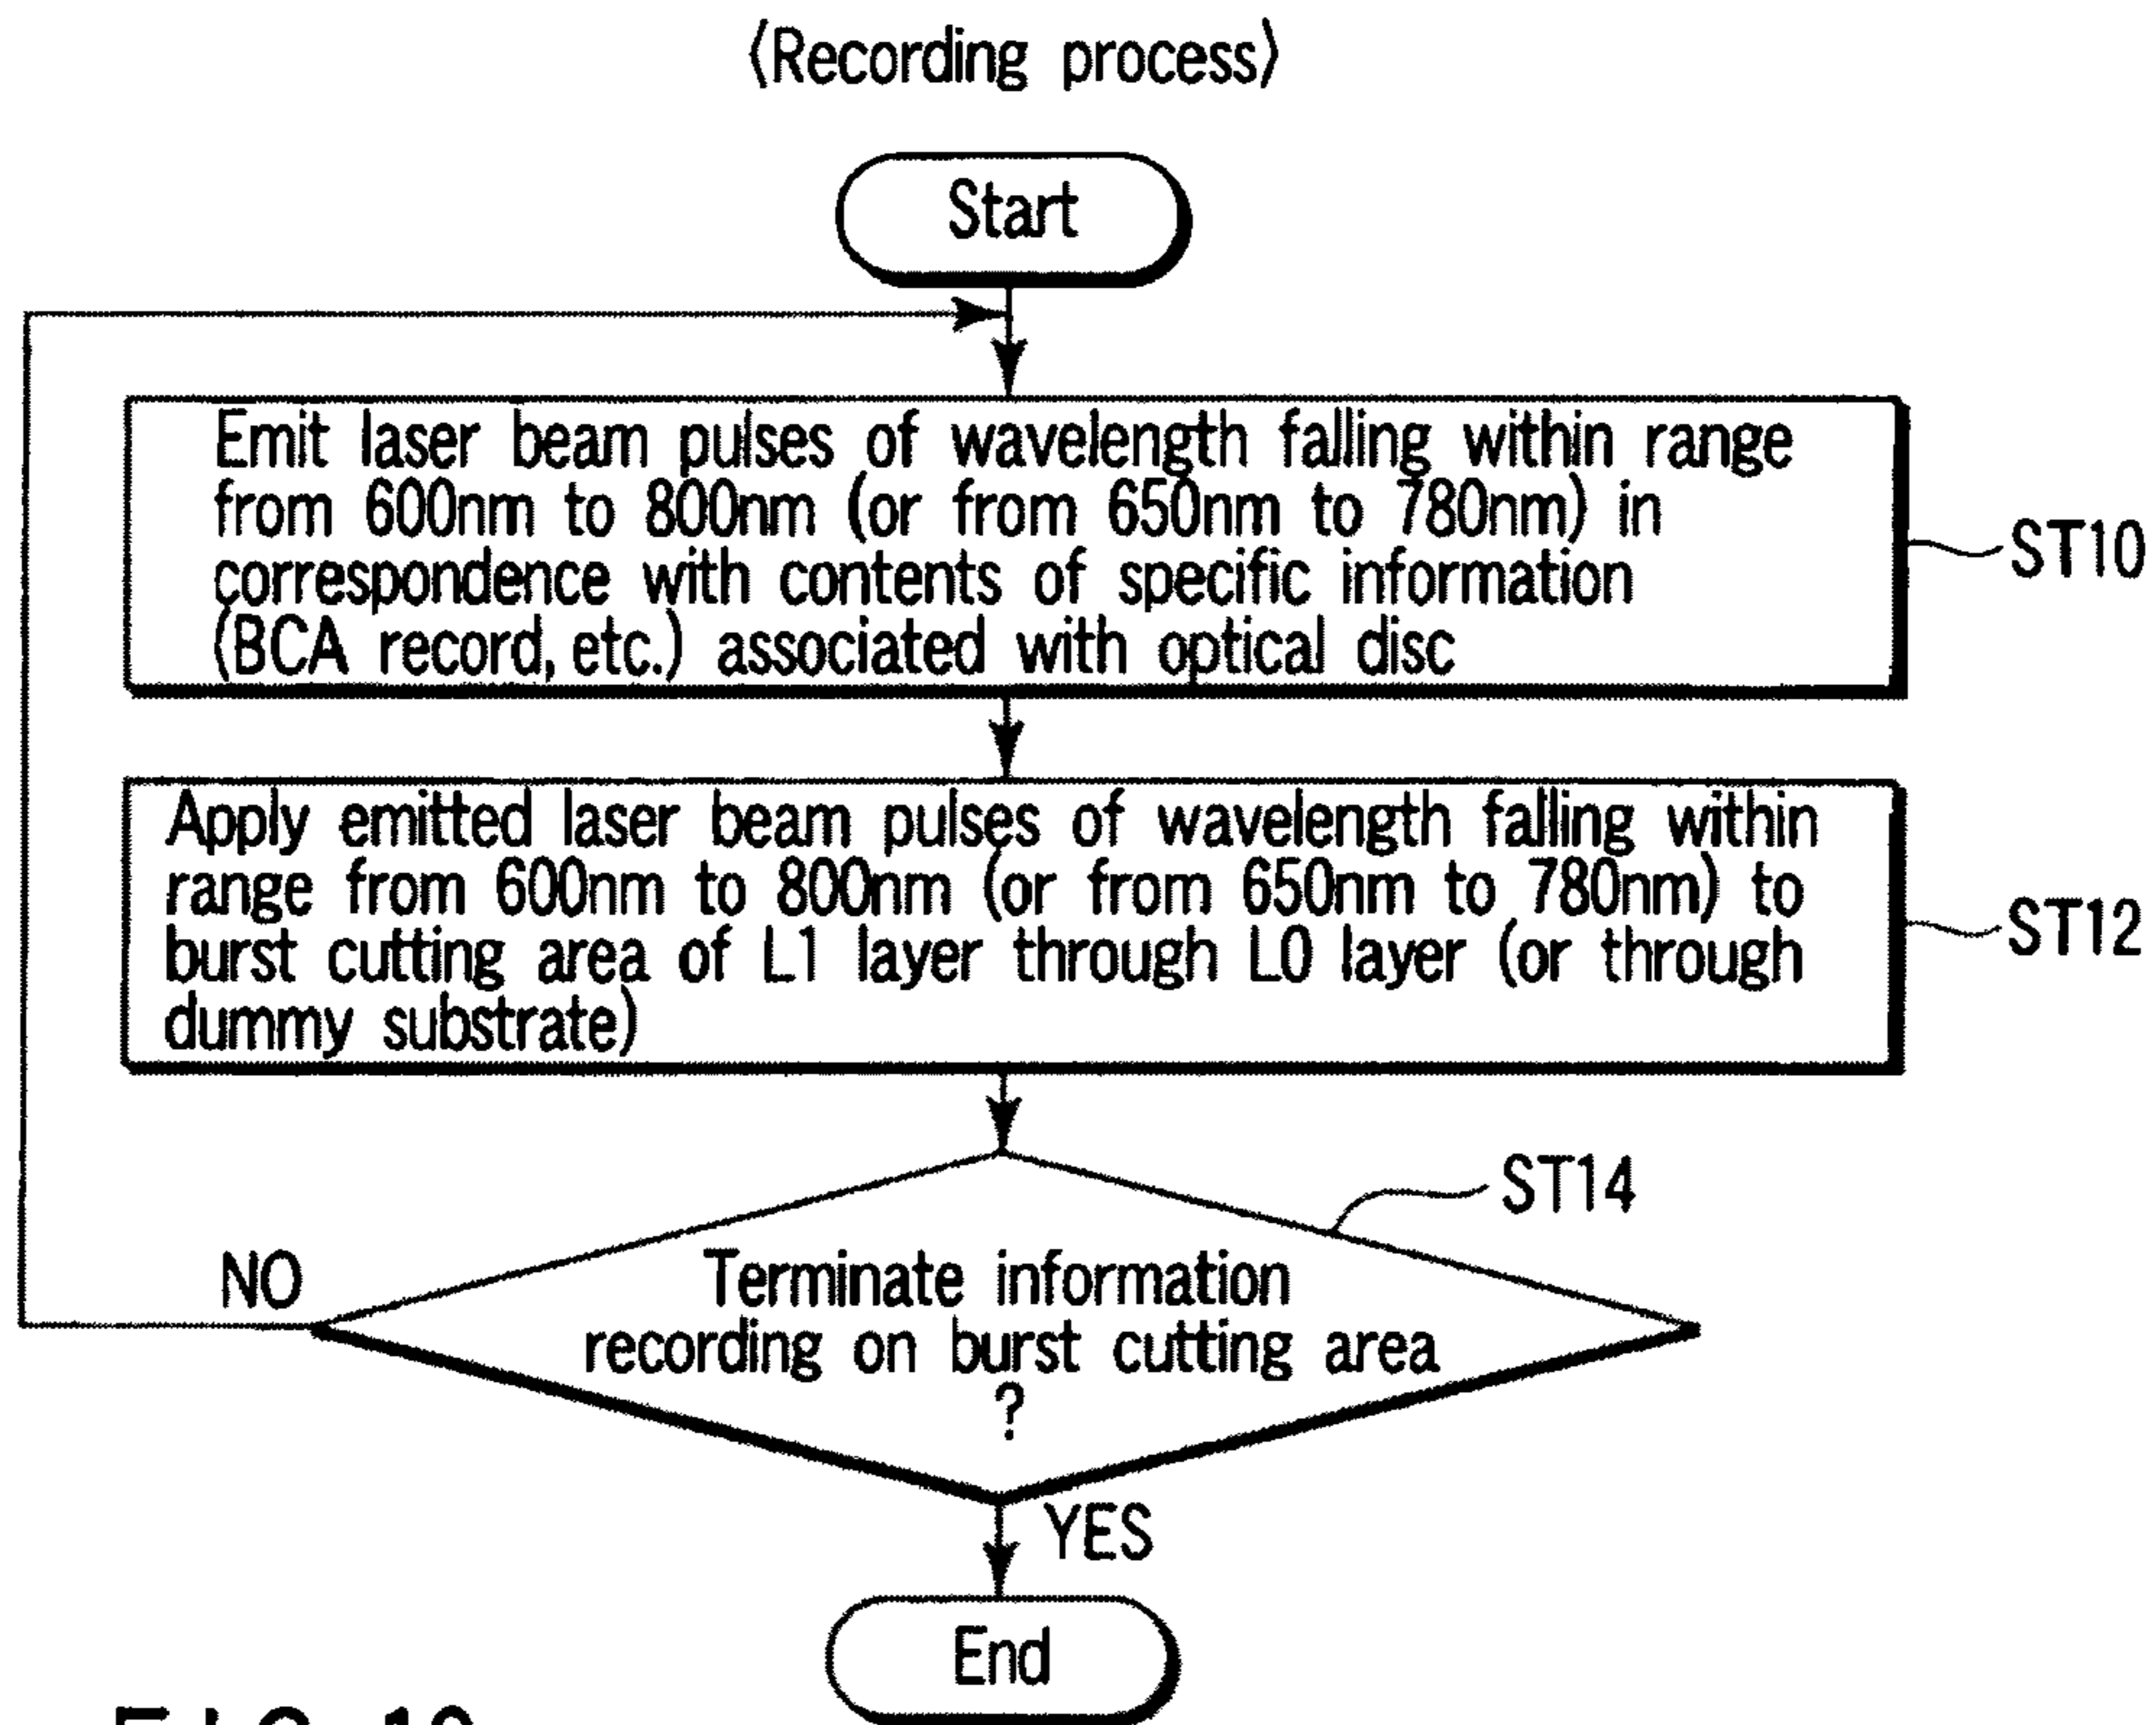 (Recording process)
Start
Emit laser beam pulses of wavelength falling within range
from 600nm to 800nm (or from 650nm to 780nm) in
correspondence with contents of specific information
(BCA record, etc.) associated with optical disc
ST10
Apply emitted laser beam pulses of wavelength falling within
range from 600nm to 800nm (or from 650nm to 780nm) to
burst cutting area of L1 layer through L0 layer (or through
dummy substrate)
ST12
ST14
NO
Terminate information
recording on burst cutting area
?
YES
End